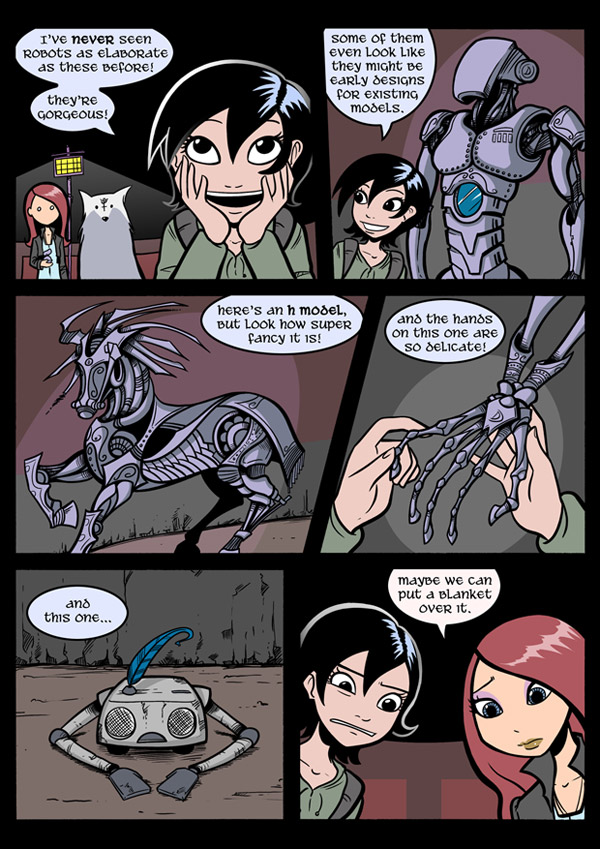 I've never seen
robots as elaborate
as these before!
They're
gorgeous!
Some of them
even look like
they might be
early designs
for existing
models.
Here's an h model,
but look how super
fancy it is!
And the hands
on this one are
so delicate!
And
this one...
Maybe we can
put a blanket
over it.